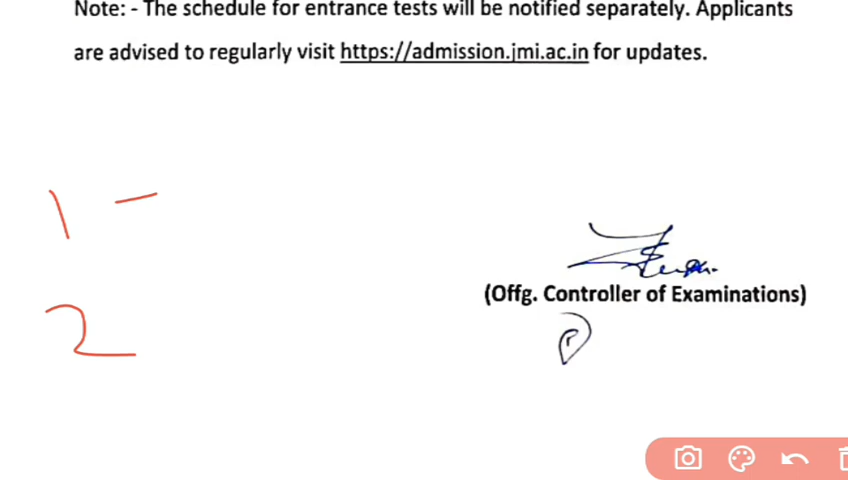 Note: - The schedule for entrance tests will be notified separately. Applicants
are advised to regularly visit https://admission.jmi.ac.in for updates.
1 –
2
(Offg. Controller of Examinations)